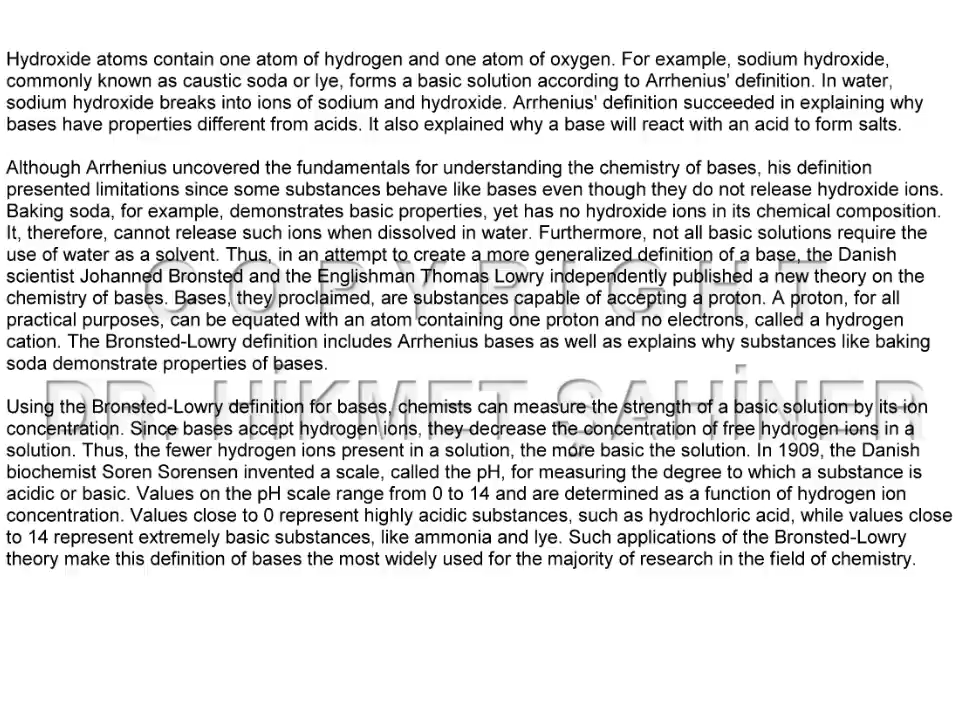 Hydroxide atoms contain one atom of hydrogen and one atom of oxygen. For example, sodium hydroxide,
commonly known as caustic soda or lye, forms a basic solution according to Arrhenius' definition. In water,
sodium hydroxide breaks into ions of sodium and hydroxide. Arrhenius' definition succeeded in explaining why
bases have properties different from acids. It also explained why a base will react with an acid to form salts.
Although Arrhenius uncovered the fundamentals for understanding the chemistry of bases, his definition
presented limitations since some substances behave like bases even though they do not release hydroxide ions.
Baking soda, for example, demonstrates basic properties, yet has no hydroxide ions in its chemical composition.
It, therefore, cannot release such ions when dissolved in water. Furthermore, not all basic solutions require the
use of water as a solvent. Thus, in an attempt to create a more generalized definition of a base, the Danish
scientist Johanned Bronsted and the Englishman Thomas Lowry independently published a new theory on the
chemistry of bases. Bases, they proclaimed, are substances capable of accepting a proton. A proton, for all
practical purposes, can be equated with an atom containing one proton and no electrons, called a hydrogen
cation. The Bronsted-Lowry definition includes Arrhenius bases as well as explains why substances like baking
soda demonstrate properties of bases.
Using the Bronsted-Lowry definition for bases, chemists can measure the strength of a basic solution by its ion
concentration. Since bases accept hydrogen ions, they decrease the concentration of free hydrogen ions in a
solution. Thus, the fewer hydrogen ions present in a solution, the more basic the solution. In 1909, the Danish
biochemist Soren Sorensen invented a scale, called the pH, for measuring the degree to which a substance is
acidic or basic. Values on the pH scale range from 0 to 14 and are determined as a function of hydrogen ion
concentration. Values close to 0 represent highly acidic substances, such as hydrochloric acid, while values close
to 14 represent extremely basic substances, like ammonia and lye. Such applications of the Bronsted-Lowry
theory make this definition of bases the most widely used for the majority of research in the field of chemistry.
COPYRIGHT
DR. HİKMET ŞAHİNER